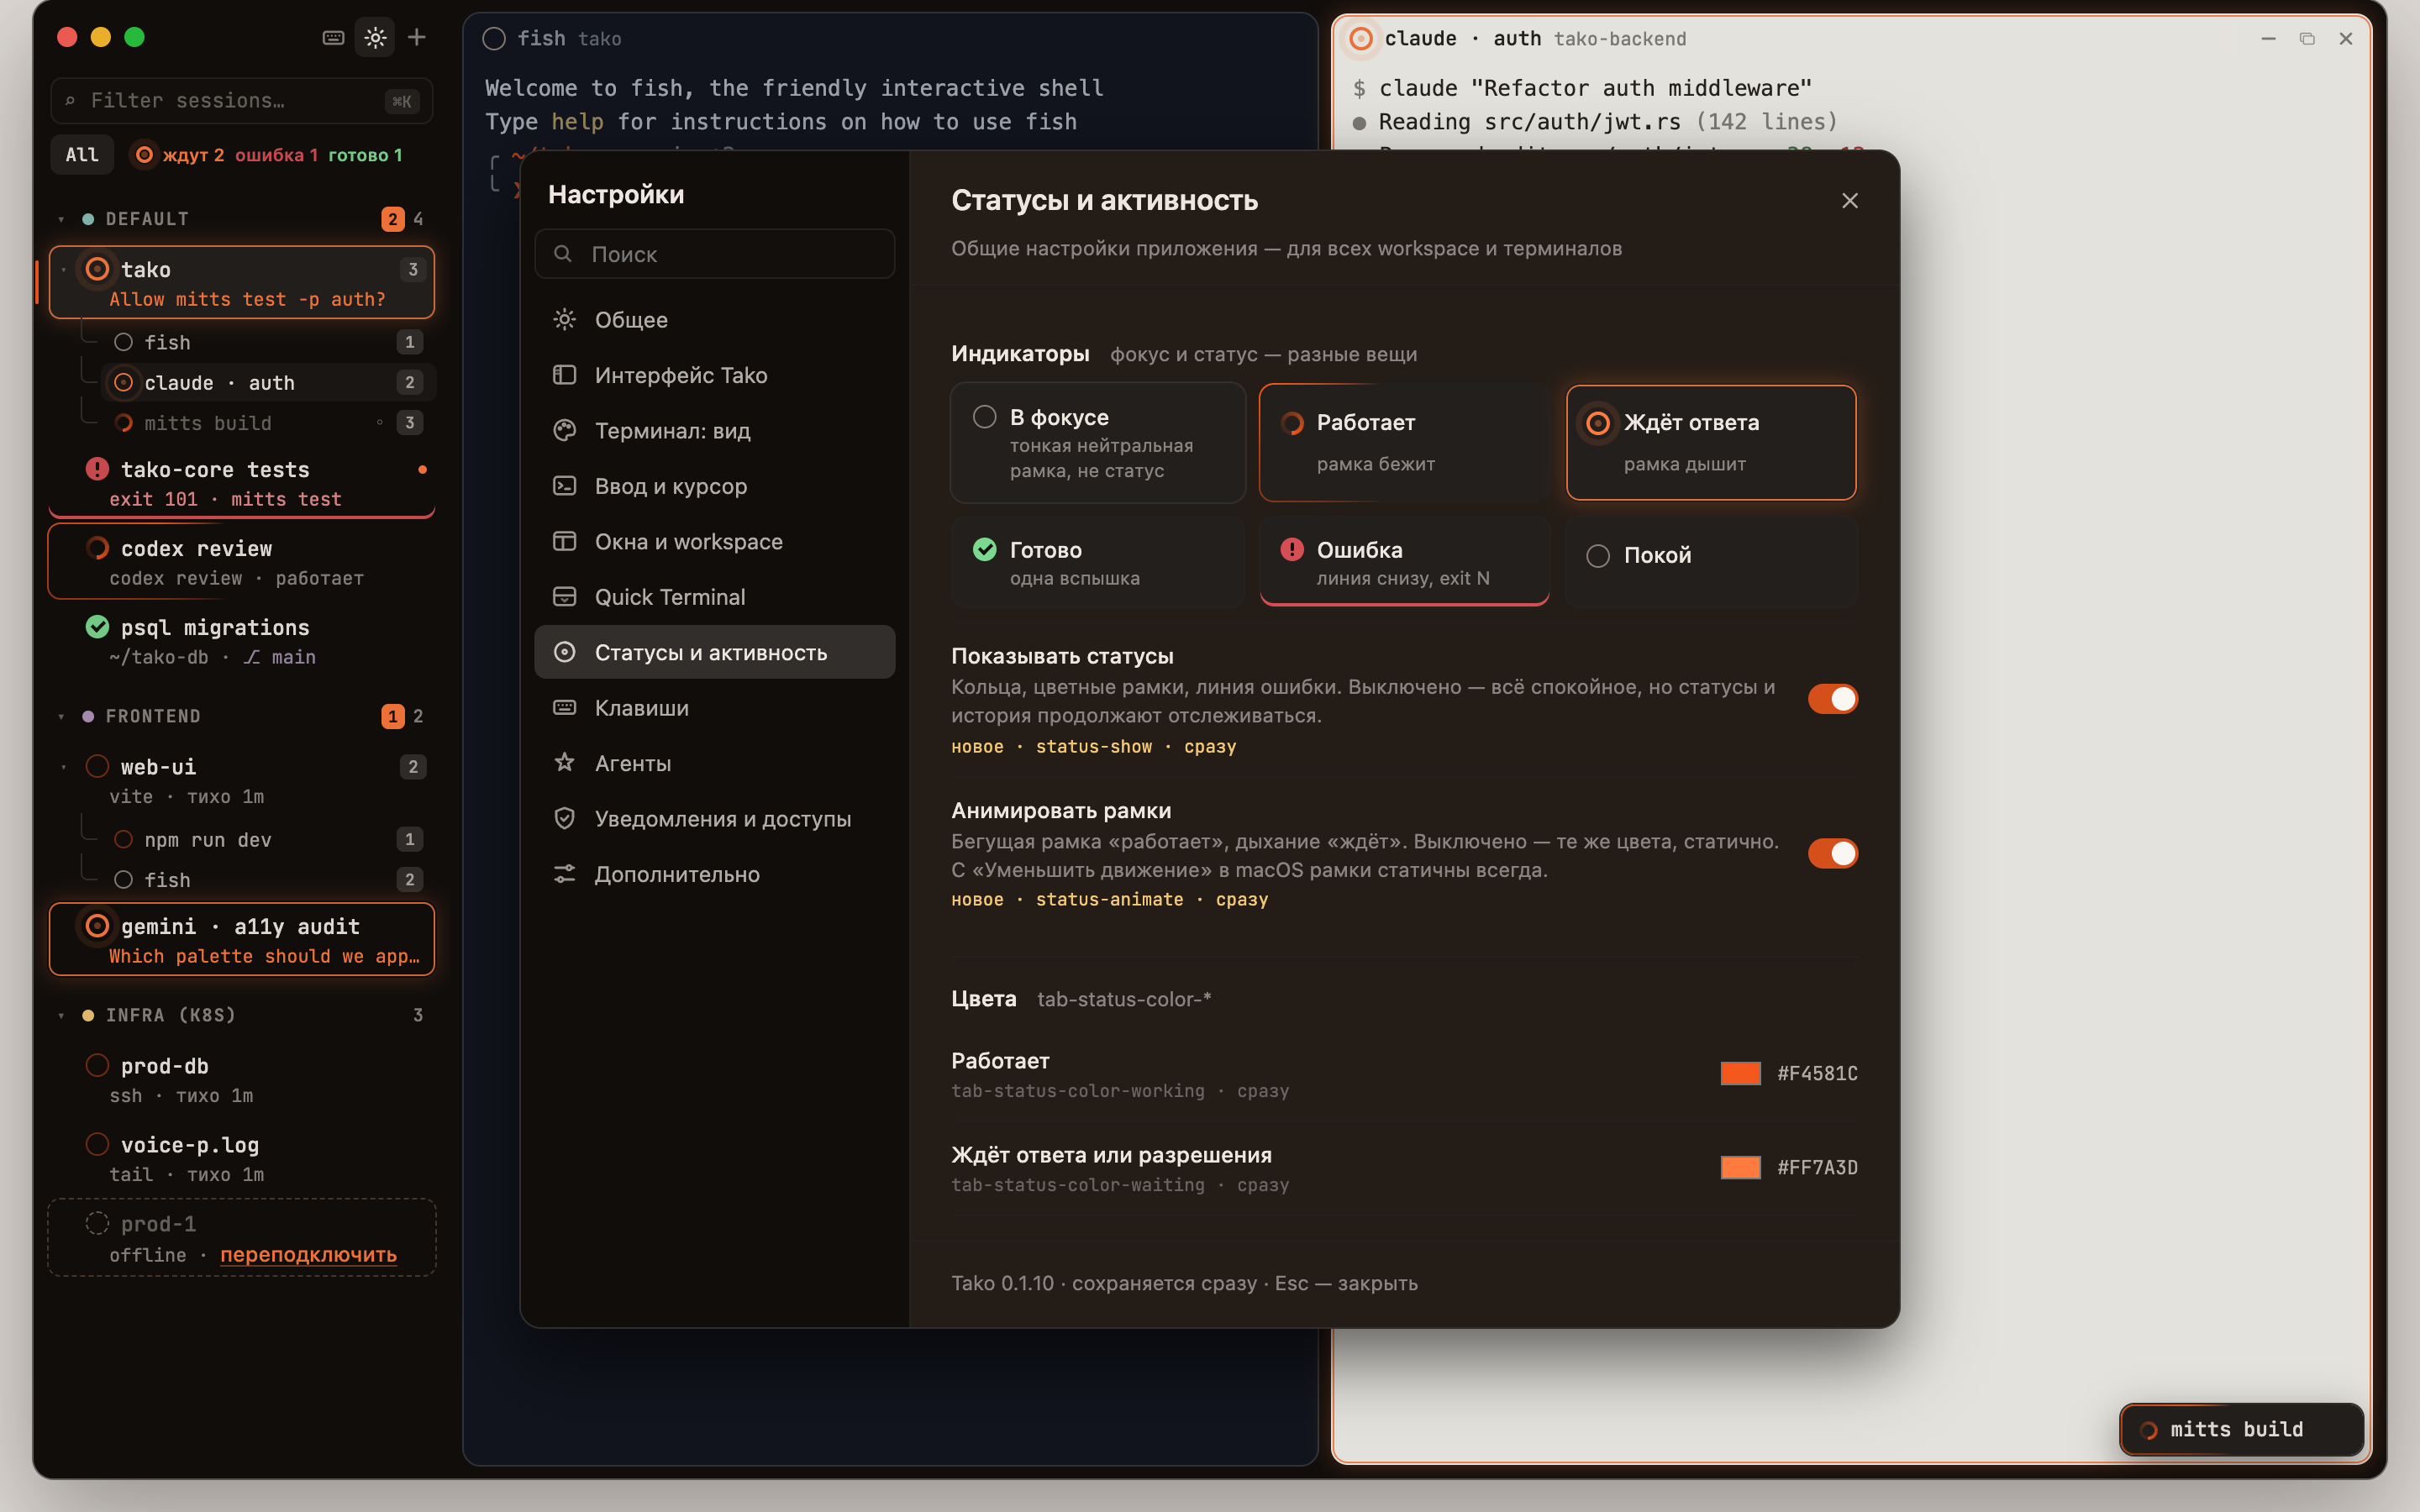 Filter sessions… ⌘K
All ждут 2 ошибка 1 готово 1
DEFAULT 2 4
tako 3
Allow mitts test -p auth?
fish 1
claude · auth 2
mitts build 3
tako-core tests
exit 101 · mitts test
codex review
codex review · работает
psql migrations
~/tako-db · ⎇ main
FRONTEND 1 2
web-ui 2
vite · тихо 1m
npm run dev 1
fish 2
gemini · a11y audit
Which palette should we app…
INFRA (K8S) 3
prod-db
ssh · тихо 1m
voice-p.log
tail · тихо 1m
prod-1
offline · переподключить
fish tako
Welcome to fish, the friendly interactive shell
Type help for instructions on how to use fish
claude · auth tako-backend
$ claude "Refactor auth middleware"
● Reading src/auth/jwt.rs (142 lines)
Настройки
Поиск
Общее
Интерфейс Tako
Терминал: вид
Ввод и курсор
Окна и workspace
Quick Terminal
Статусы и активность
Клавиши
Агенты
Уведомления и доступы
Дополнительно
Статусы и активность
Общие настройки приложения — для всех workspace и терминалов
Индикаторы фокус и статус — разные вещи
В фокусе
тонкая нейтральная
рамка, не статус
Работает
рамка бежит
Ждёт ответа
рамка дышит
Готово
одна вспышка
Ошибка
линия снизу, exit N
Покой
Показывать статусы
Кольца, цветные рамки, линия ошибки. Выключено — всё спокойное, но статусы и
история продолжают отслеживаться.
новое · status-show · сразу
Анимировать рамки
Бегущая рамка «работает», дыхание «ждёт». Выключено — те же цвета, статично.
С «Уменьшить движение» в macOS рамки статичны всегда.
новое · status-animate · сразу
Цвета tab-status-color-*
Работает
tab-status-color-working · сразу
#F4581C
Ждёт ответа или разрешения
tab-status-color-waiting · сразу
#FF7A3D
Tako 0.1.10 · сохраняется сразу · Esc — закрыть
mitts build